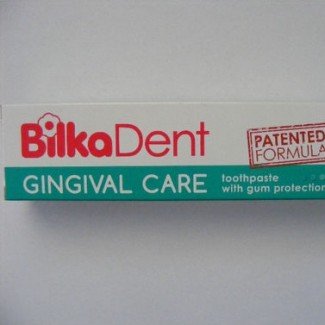 BilkaDent
PATENTED
FORMULA
GINGIVAL CARE
toothpaste
with gum protection